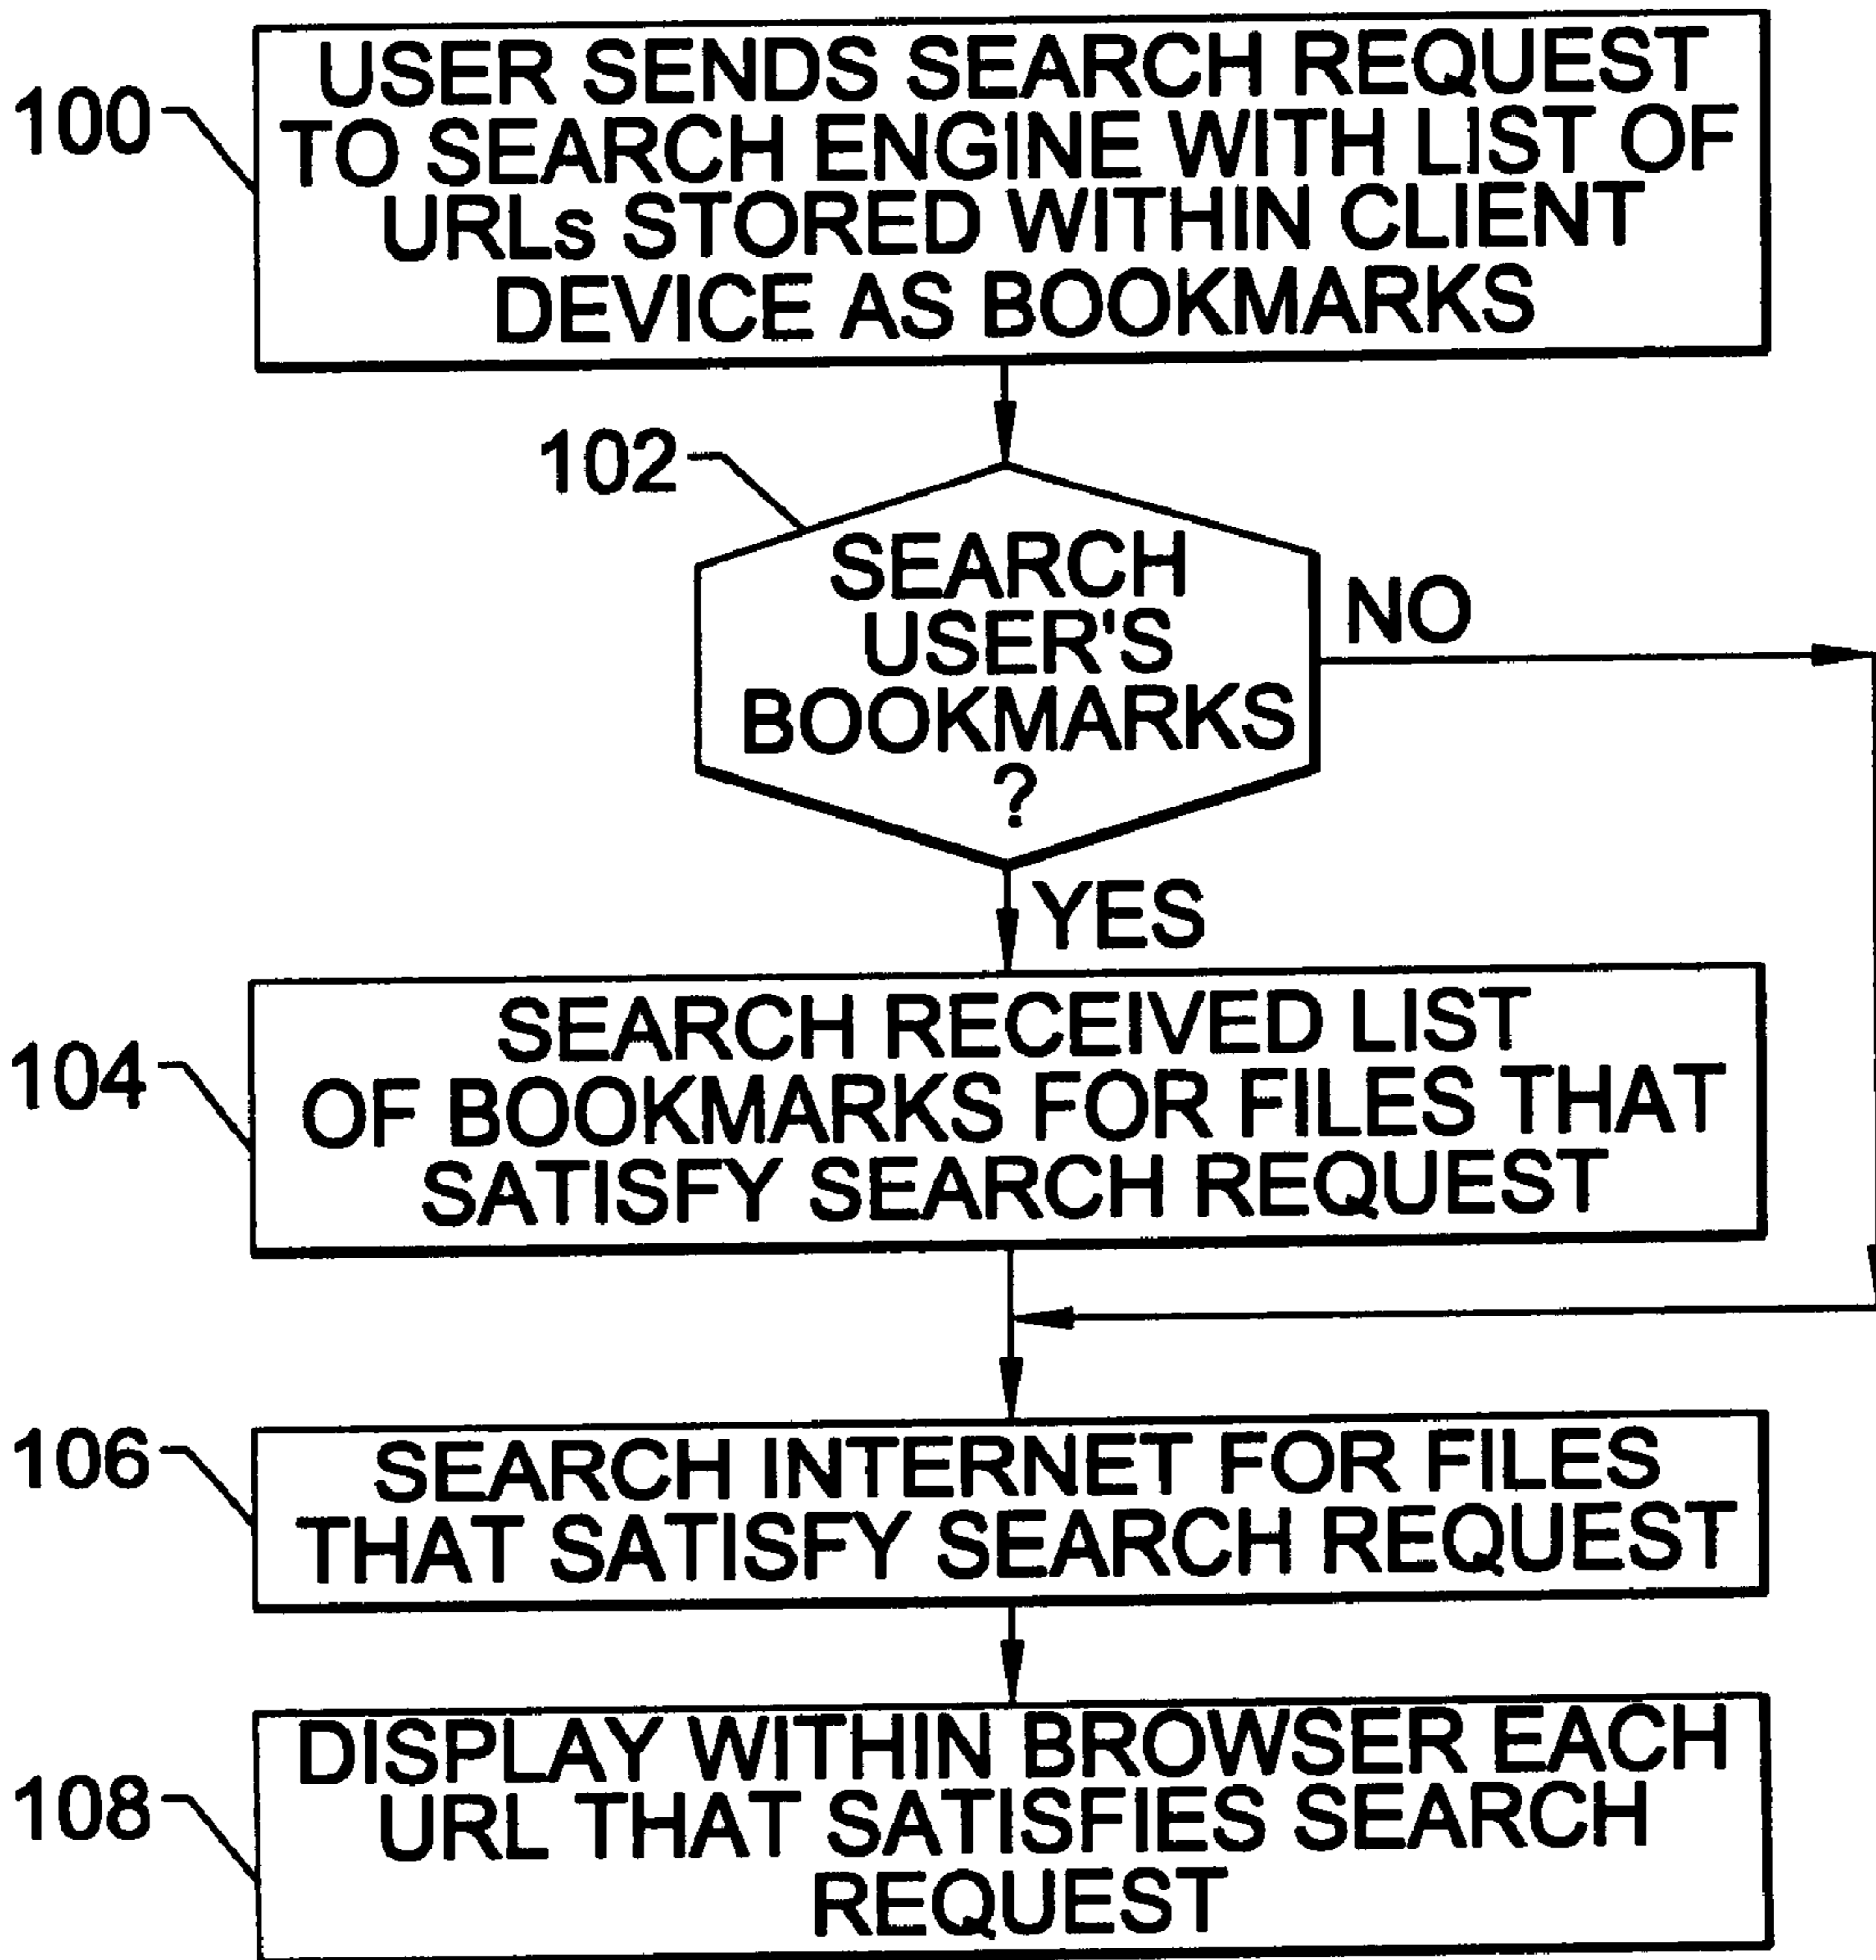 100
USER SENDS SEARCH REQUEST
TO SEARCH ENGINE WITH LIST OF
URLs STORED WITHIN CLIENT
DEVICE AS BOOKMARKS
102
SEARCH
USER'S
BOOKMARKS
?
NO
YES
104
SEARCH RECEIVED LIST
OF BOOKMARKS FOR FILES THAT
SATISFY SEARCH REQUEST
106
SEARCH INTERNET FOR FILES
THAT SATISFY SEARCH REQUEST
108
DISPLAY WITHIN BROWSER EACH
URL THAT SATISFIES SEARCH
REQUEST